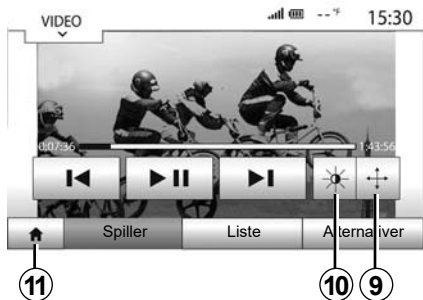 VIDEO
--°F 15:30
0:07:36 1:43:56
Spiller Liste Alternativer
11 10 9